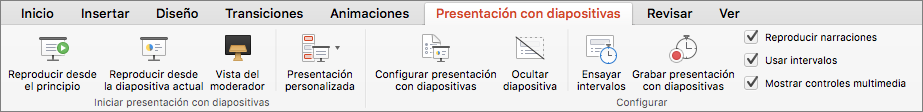 Inicio Insertar Diseño Transiciones Animaciones Presentación con diapositivas Revisar Ver
Reproducir desde
el principio
Reproducir desde
la diapositiva actual
Vista del
moderador
Presentación
personalizada
Iniciar presentación con diapositivas
Configurar presentación
con diapositivas
Ocultar
diapositiva
Ensayar
intervalos
Grabar presentación
con diapositivas
Reproducir narraciones
Usar intervalos
Mostrar controles multimedia
Configurar